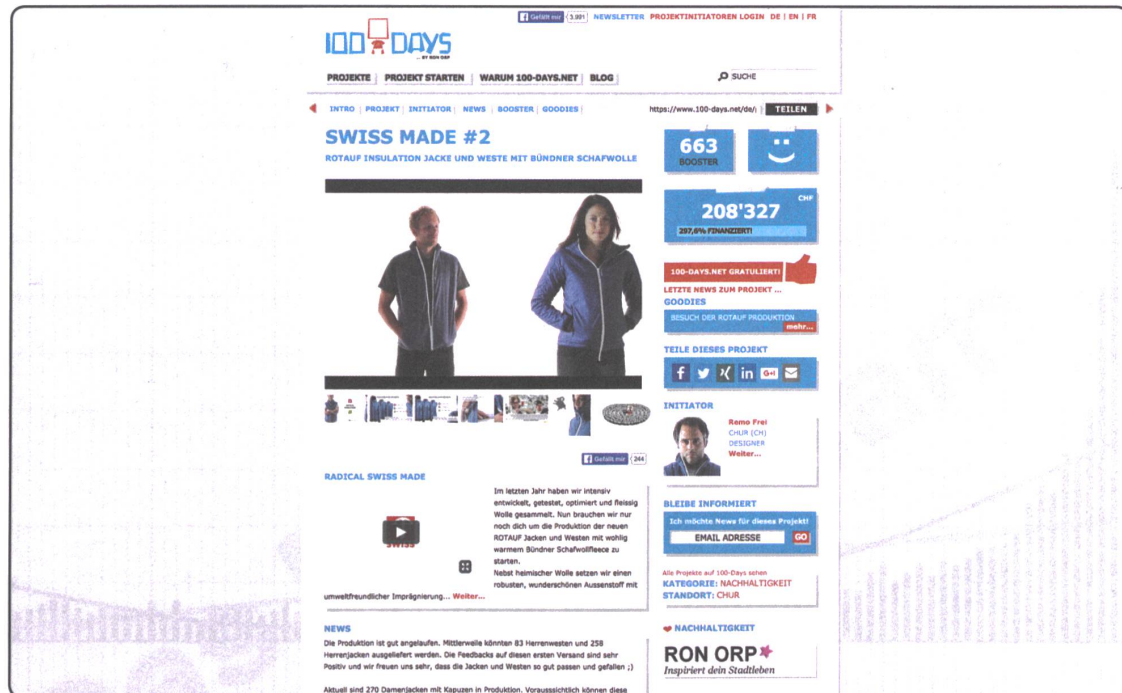 Gefällt mir 3.991 NEWSLETTER PROJEKTINITIATOREN LOGIN DE | EN | FR
100 DAYS
... BY RON ORP
PROJEKTE PROJEKT STARTEN WARUM 100-DAYS.NET BLOG
SUCHE
INTRO | PROJEKT | INITIATOR | NEWS | BOOSTER | GOODIES
https://www.100-days.net/de/ TEILEN
SWISS MADE #2
ROTAUF INSULATION JACKE UND WESTE MIT BÜNDNER SCHAFWOLLE
Gefällt mir 244
RADICAL SWISS MADE
SWISS
Im letzten Jahr haben wir intensiv
entwickelt, getestet, optimiert und fleissig
Wolle gesammelt. Nun brauchen wir nur
noch dich um die Produktion der neuen
ROTAUF Jacken und Westen mit wohlig
warmem Bündner Schafwollfleece zu
starten.
Nebst heimischer Wolle setzen wir einen
robusten, wunderschönen Aussenstoff mit
umweltfreundlicher Imprägnierung... Weiter...
NEWS
Die Produktion ist gut angelaufen. Mittlerweile könnten 83 Herrenwesten und 258
Herrenjacken ausgeliefert werden. Die Feedbacks auf diesen ersten Versand sind sehr
Positiv und wir freuen uns sehr, dass die Jacken und Westen so gut passen und gefallen ;)
Aktuell sind 270 Damenjacken mit Kapuzen in Produktion. Voraussichtlich können diese
663
BOOSTER
CHF
208'327
297,6% FINANZIERT!
100-DAYS.NET GRATULIERT!
LETZTE NEWS ZUM PROJEKT ...
GOODIES
BESUCH DER ROTAUF PRODUKTION
mehr...
TEILE DIESES PROJEKT
INITIATOR
Remo Frei
CHUR (CH)
DESIGNER
Weiter...
BLEIBE INFORMIERT
Ich möchte News für dieses Projekt!
EMAIL ADRESSE GO
Alle Projekte auf 100-Days sehen
KATEGORIE: NACHHALTIGKEIT
STANDORT: CHUR
NACHHALTIGKEIT
RON ORP
Inspiriert dein Stadtleben